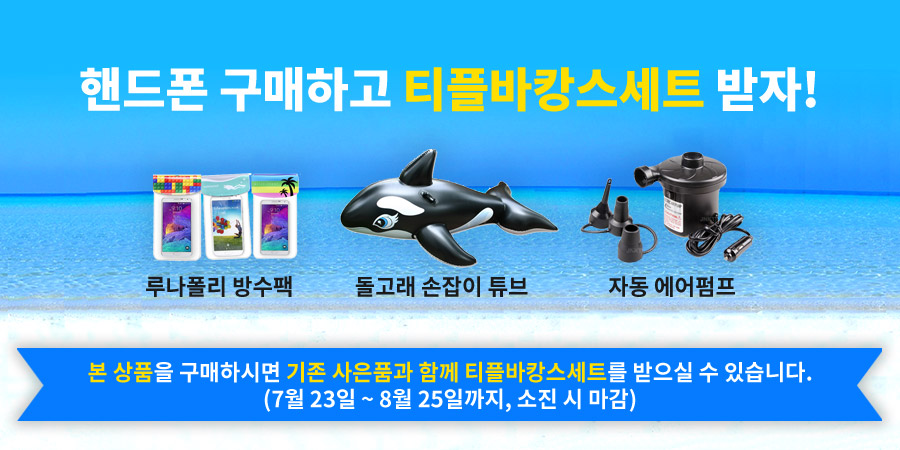 핸드폰 구매하고 티플바캉스세트 받자!
루나폴리 방수팩
돌고래 손잡이 튜브
자동 에어펌프
본 상품을 구매하시면 기존 사은품과 함께 티플바캉스세트를 받으실 수 있습니다.
(7월 23일 ~ 8월 25일까지, 소진 시 마감)